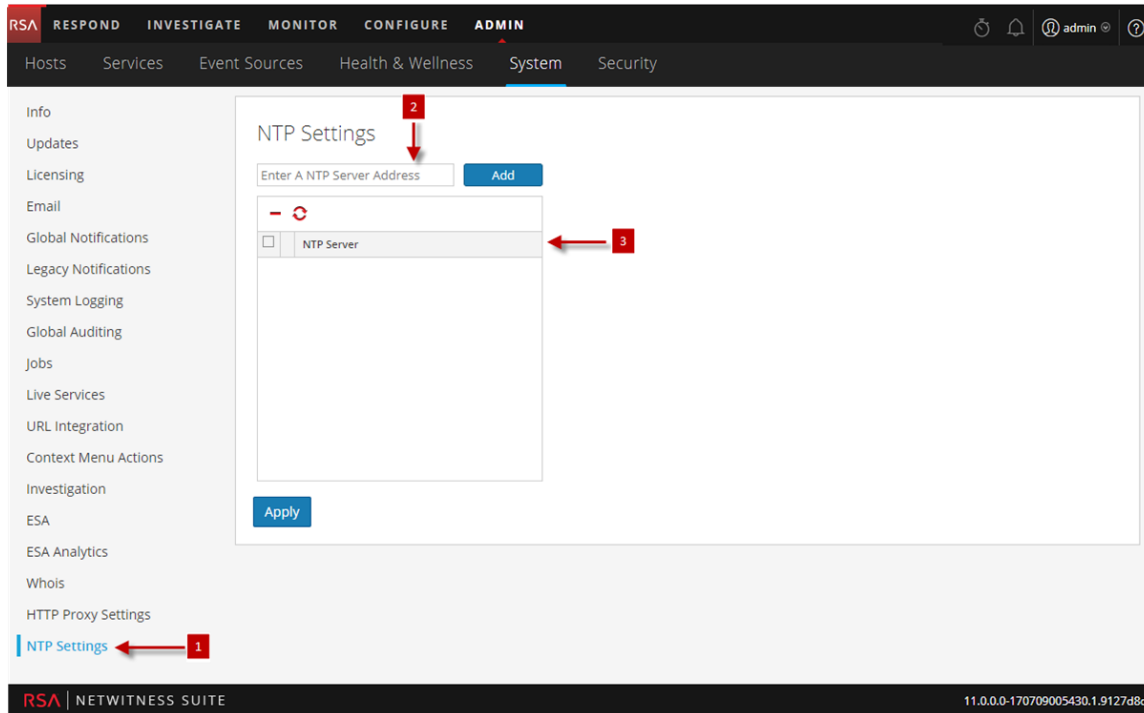 RSA RESPOND INVESTIGATE MONITOR CONFIGURE ADMIN admin
Hosts Services Event Sources Health & Wellness System Security
Info
Updates
Licensing
Email
Global Notifications
Legacy Notifications
System Logging
Global Auditing
Jobs
Live Services
URL Integration
Context Menu Actions
Investigation
ESA
ESA Analytics
Whois
HTTP Proxy Settings
NTP Settings
1
2
NTP Settings
Enter A NTP Server Address Add
NTP Server
3
Apply
RSA NETWITNESS SUITE 11.0.0.0-170709005430.1.9127d8